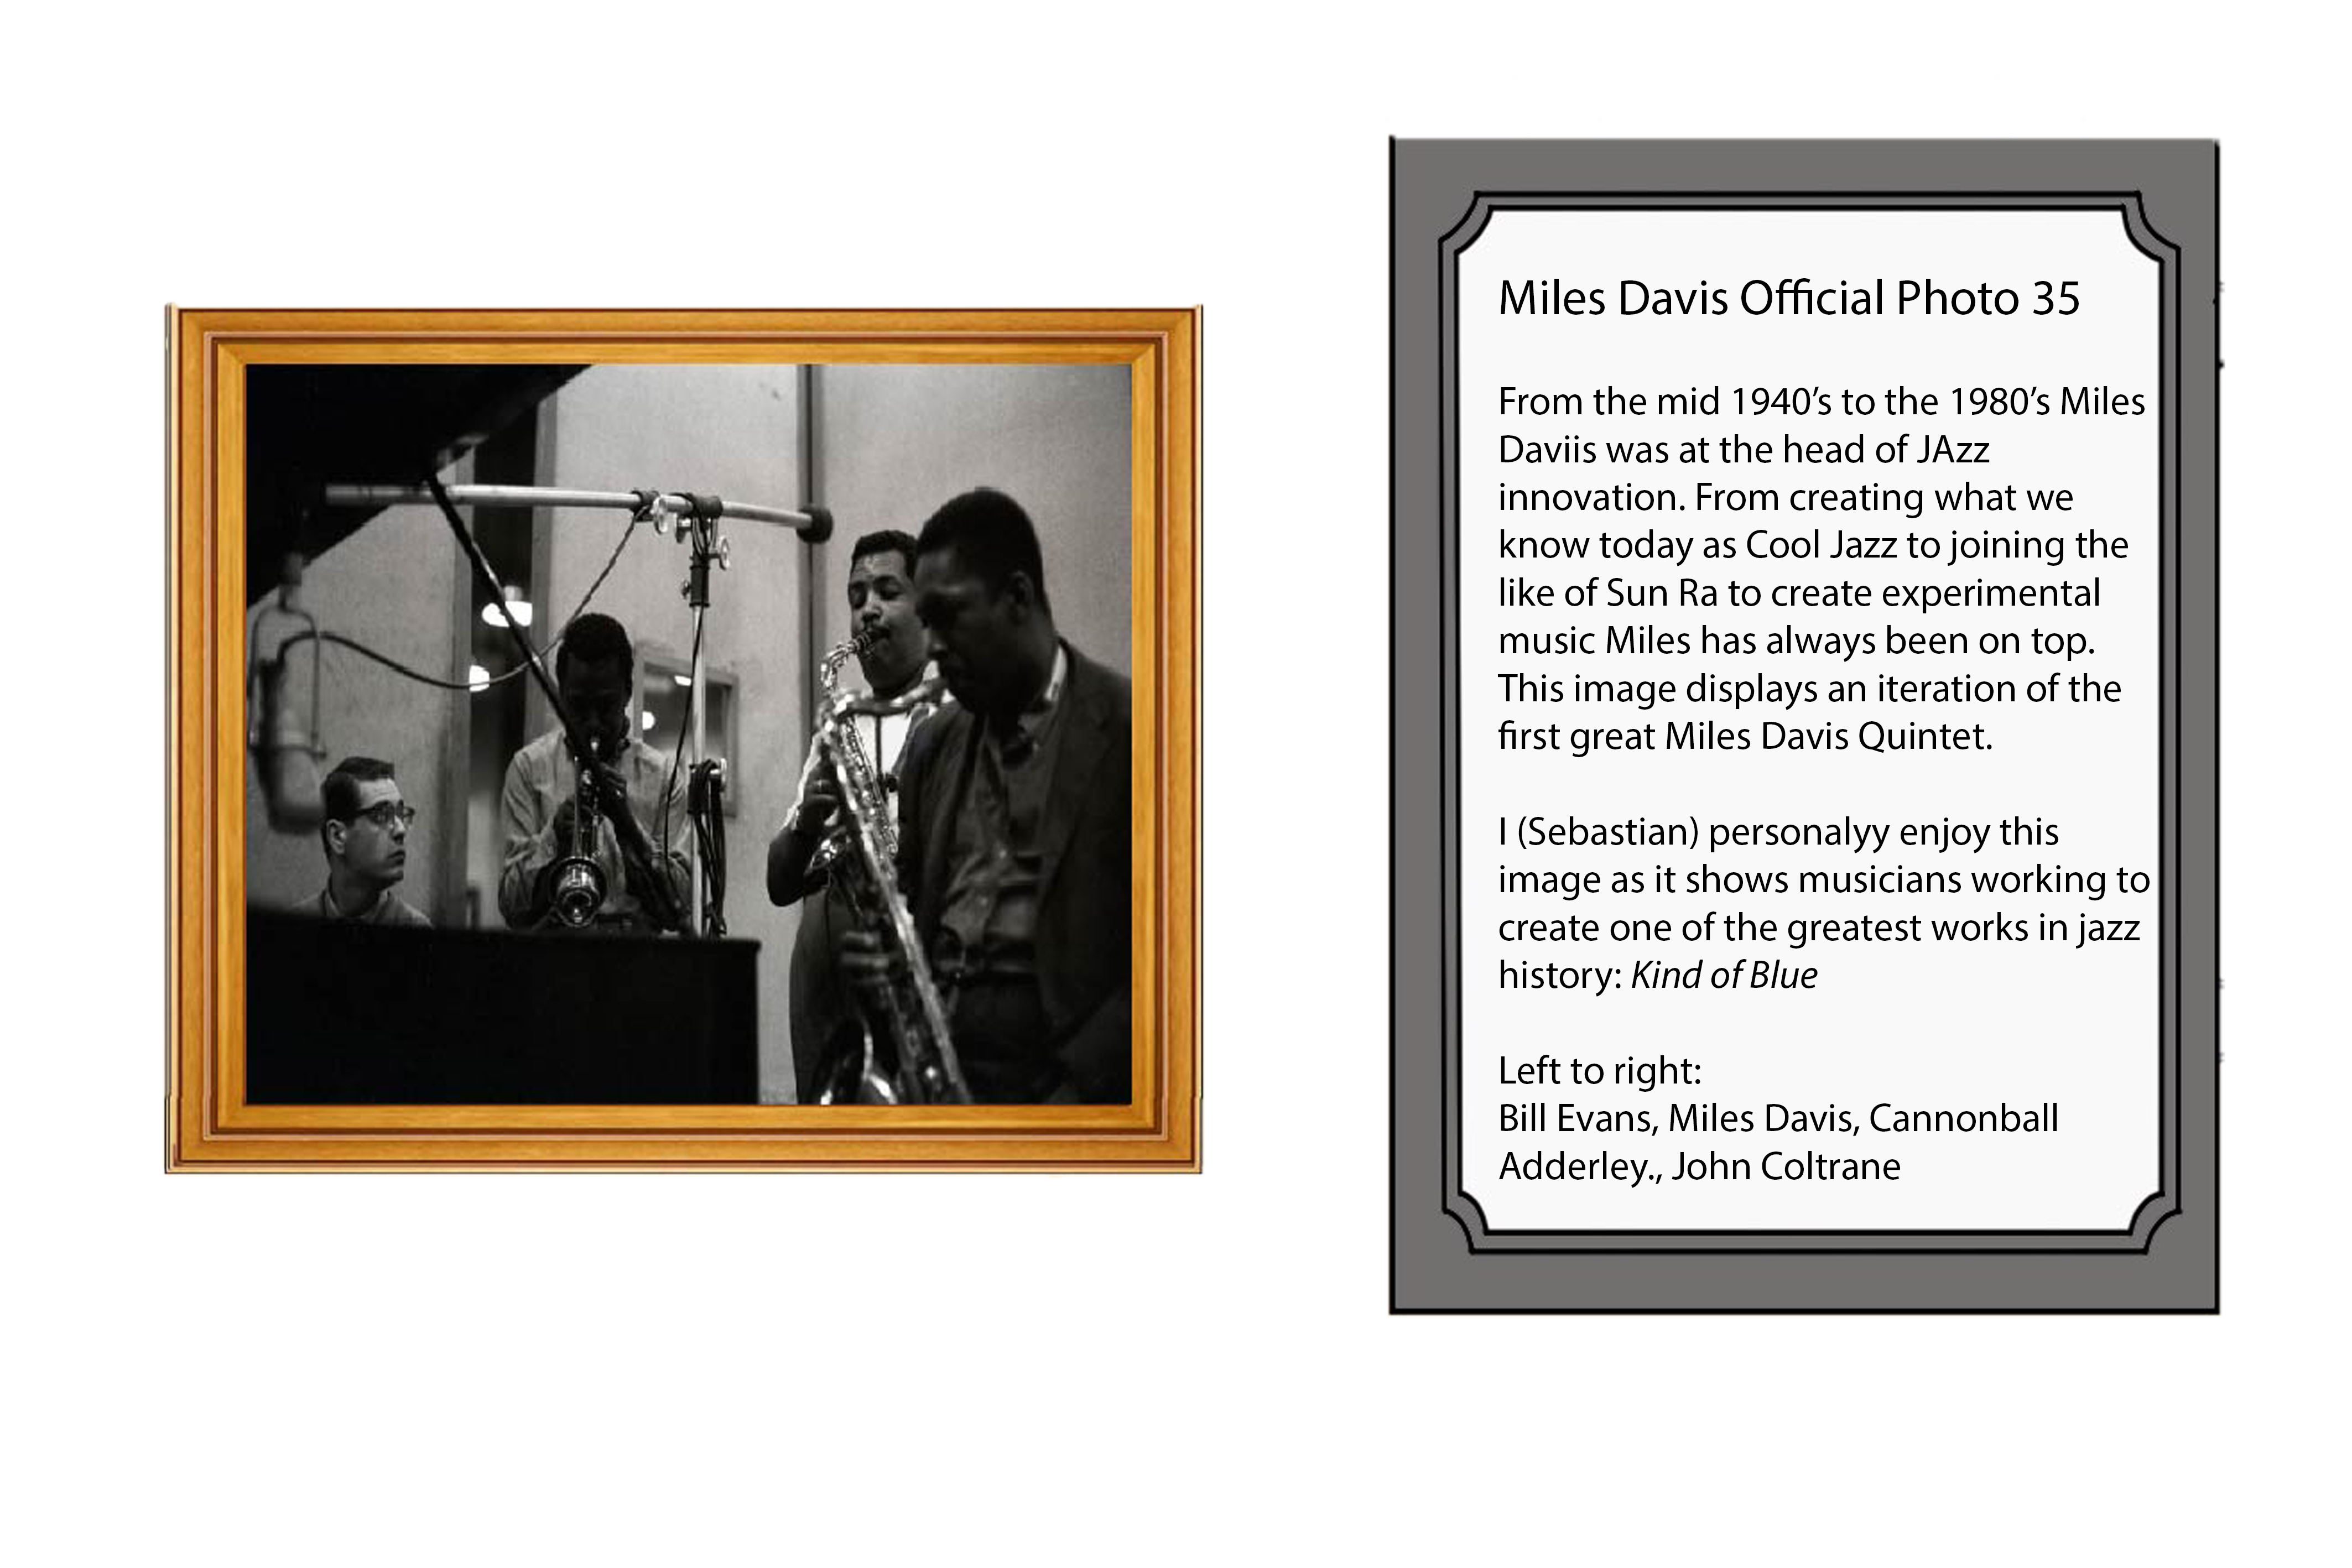 Miles Davis Official Photo 35
From the mid 1940’s to the 1980’s Miles
Daviis was at the head of JAzz
innovation. From creating what we
know today as Cool Jazz to joining the
like of Sun Ra to create experimental
music Miles has always been on top.
This image displays an iteration of the
first great Miles Davis Quintet.
I (Sebastian) personalyy enjoy this
image as it shows musicians working to
create one of the greatest works in jazz
history: Kind of Blue
Left to right:
Bill Evans, Miles Davis, Cannonball
Adderley., John Coltrane